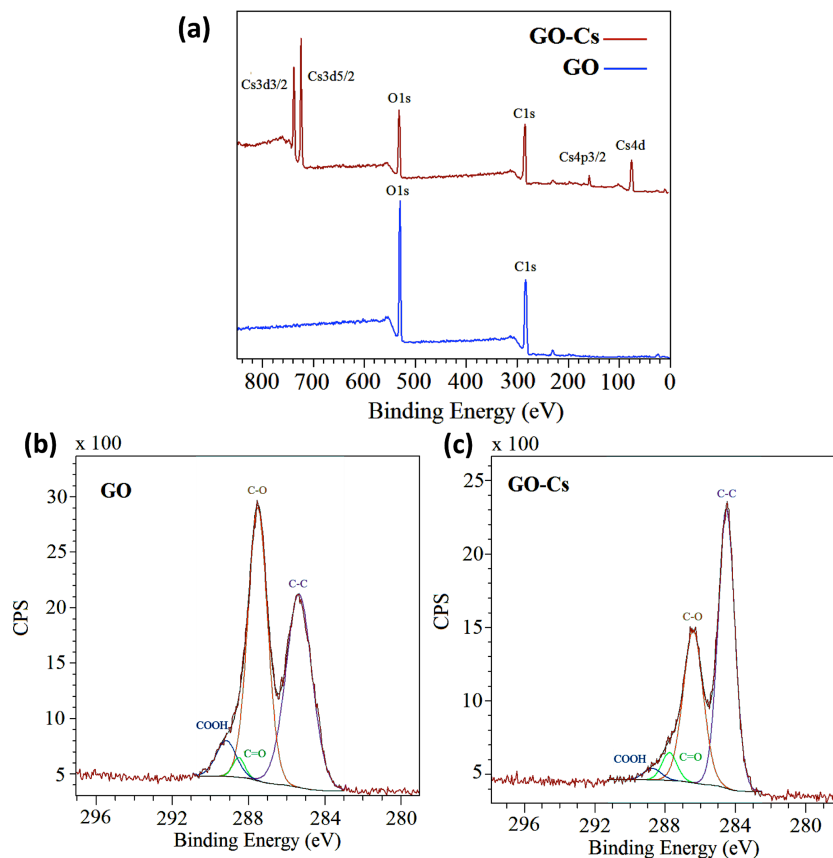 (a)
GO-Cs
GO
Cs3d3/2
Cs3d5/2
O1s
C1s
Cs4p3/2
Cs4d
O1s
C1s
800 700 600 500 400 300 200 100 0
Binding Energy (eV)
(b)
x 100
GO
C-O
C-C
COOH
C=O
30
20
10
5
CPS
296 292 288 284 280
Binding Energy (eV)
(c)
x 100
GO-Cs
C-C
C-O
COOH
C=O
25
20
15
10
5
CPS
296 292 288 284 280
Binding Energy (eV)